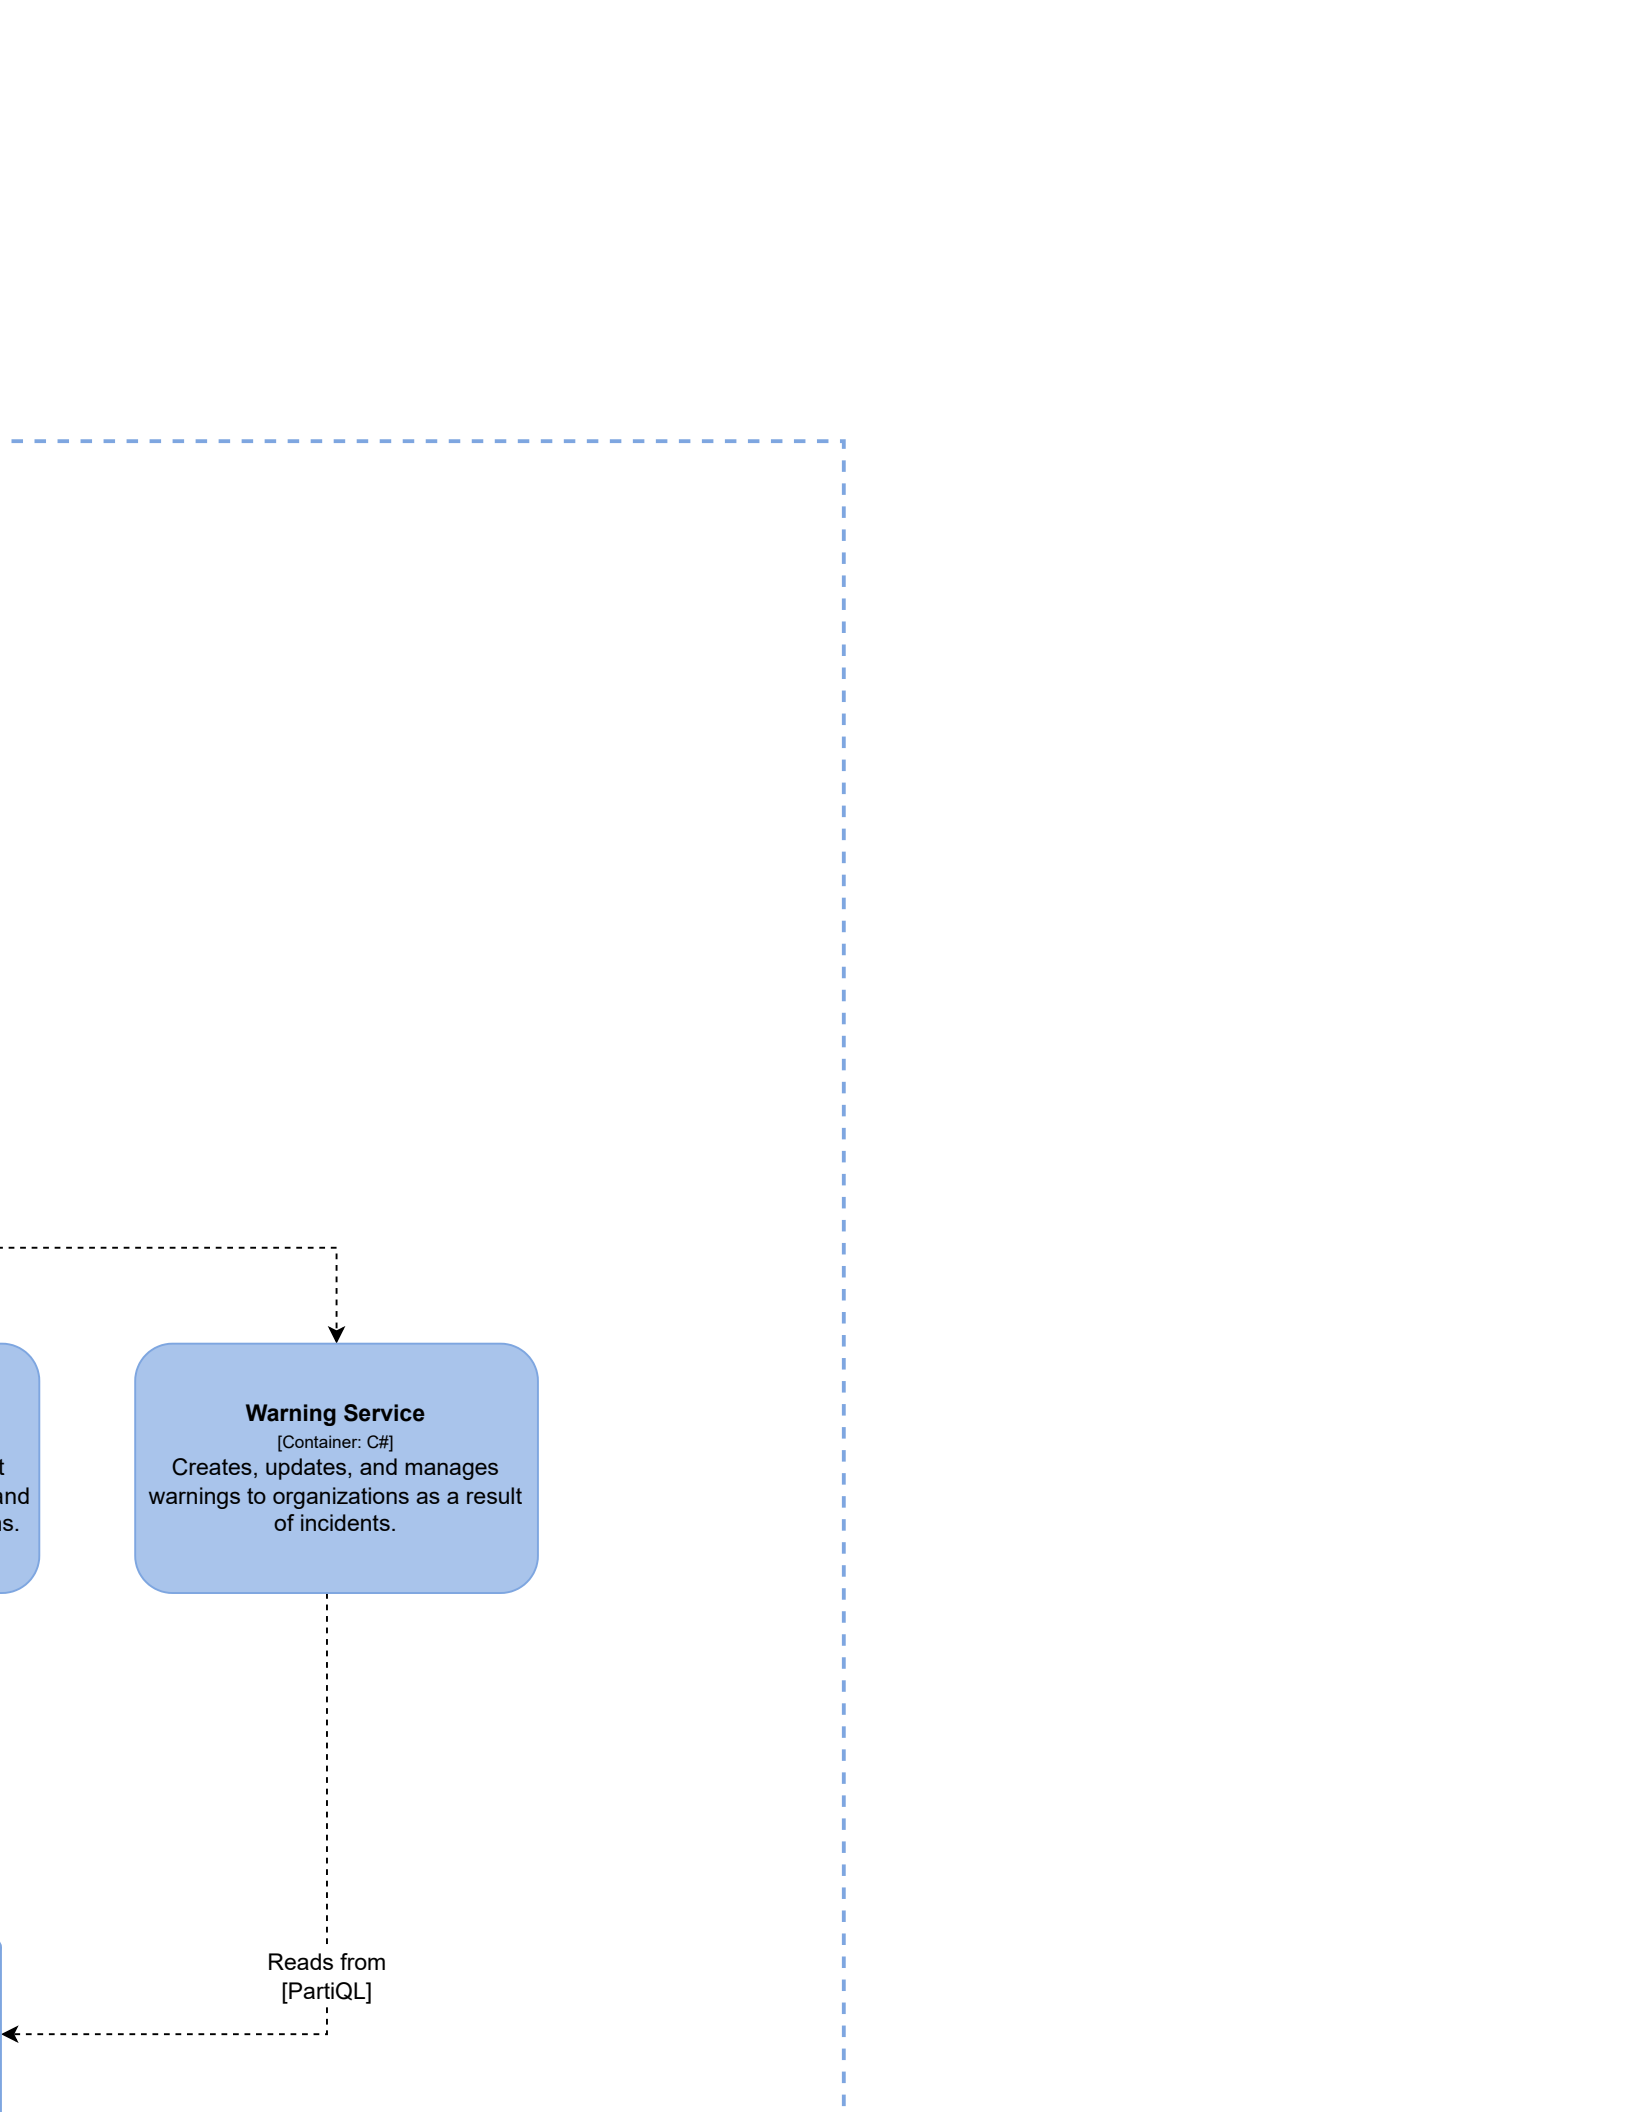 Warning Service
[Container: C#]
Creates, updates, and manages
warnings to organizations as a result
of incidents.
Reads from
[PartiQL]